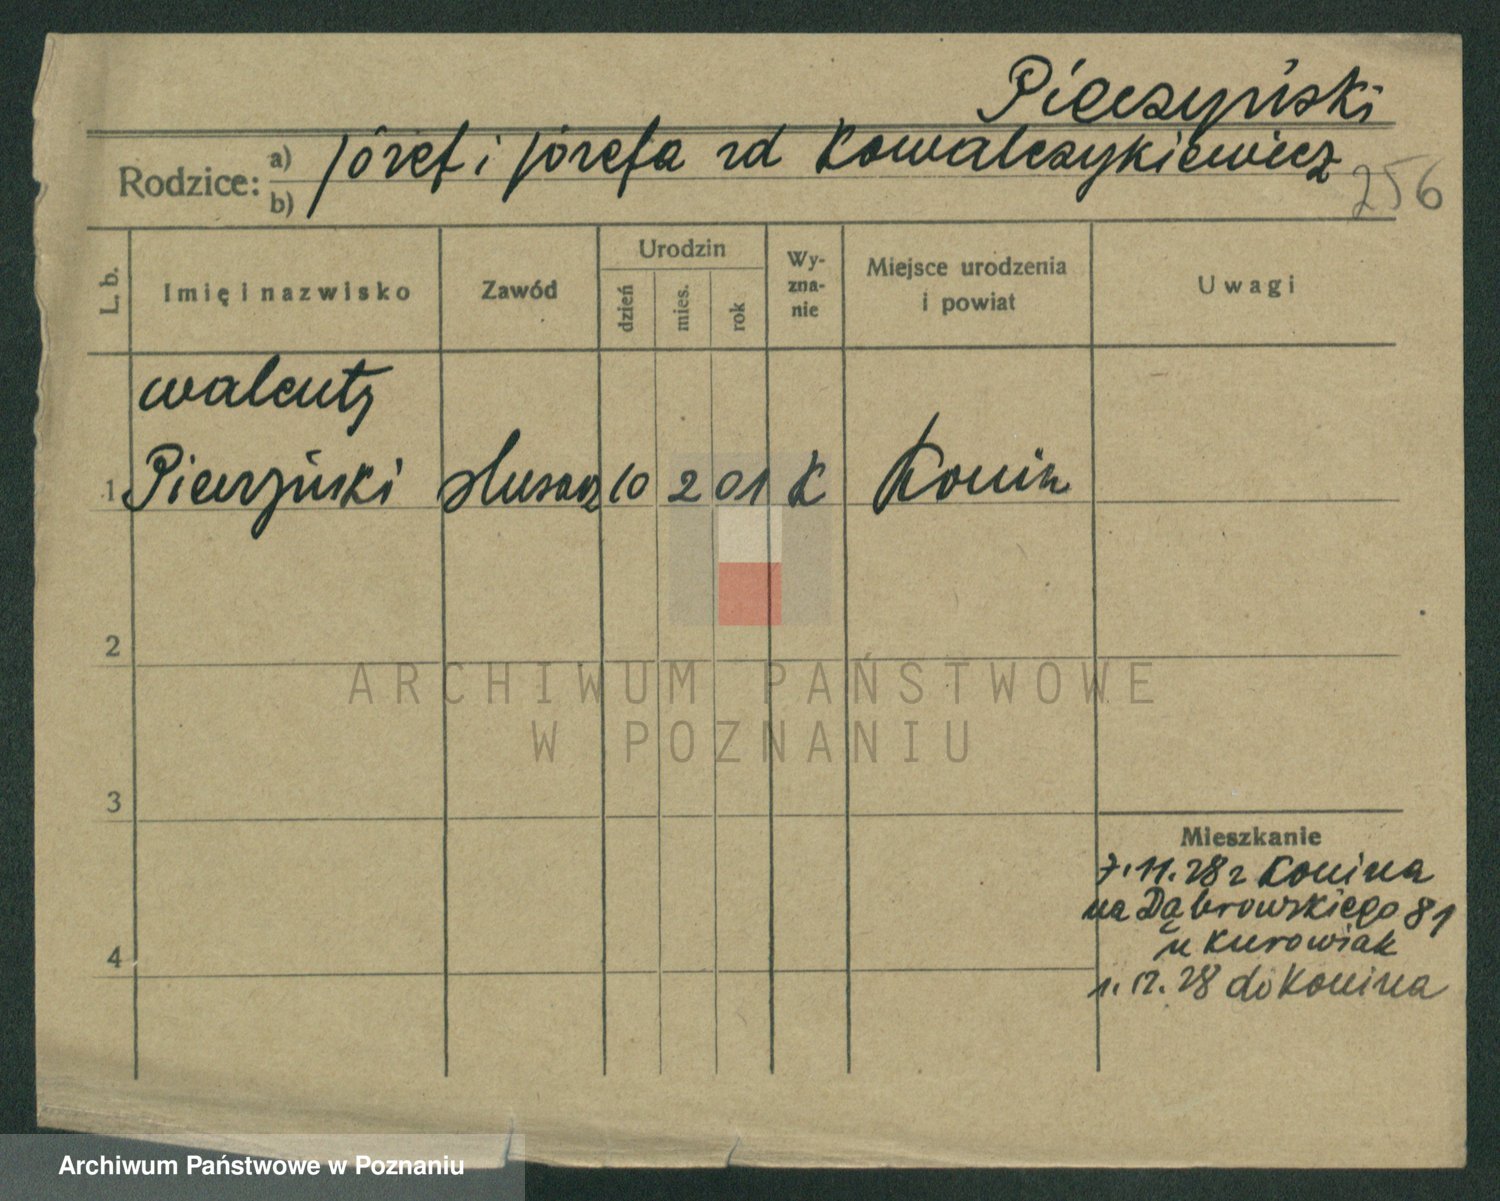 Pieczyński
Rodzice: a) Józef i Józefa zd Kowalczykiewicz
b)
256
L. b.
Imię i nazwisko
Zawód
Urodzin
dzień
mies.
rok
Wy-
zna-
nie
Miejsce urodzenia
i powiat
Uwagi
Walenty
1 Pieczyński ślusarz 10 2 01 K Konin
2
ARCHIWUM PAŃSTWOWE
W POZNANIU
3
4
Mieszkanie
7.11.28 z Konina
na Dąbrowskiego 81
u Kurowiak
1.12.28 do Konina
Archiwum Państwowe w Poznaniu